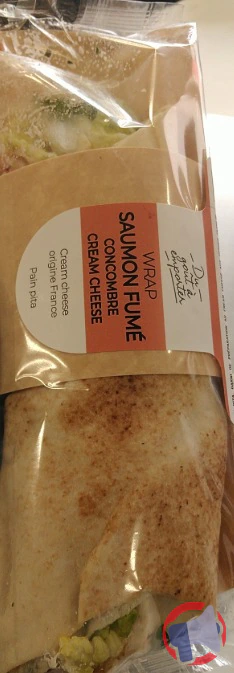 Du
goût à
emporter
WRAP
SAUMON FUMÉ
CONCOMBRE
CREAM CHEESE
Cream cheese
origine France
Pain pita